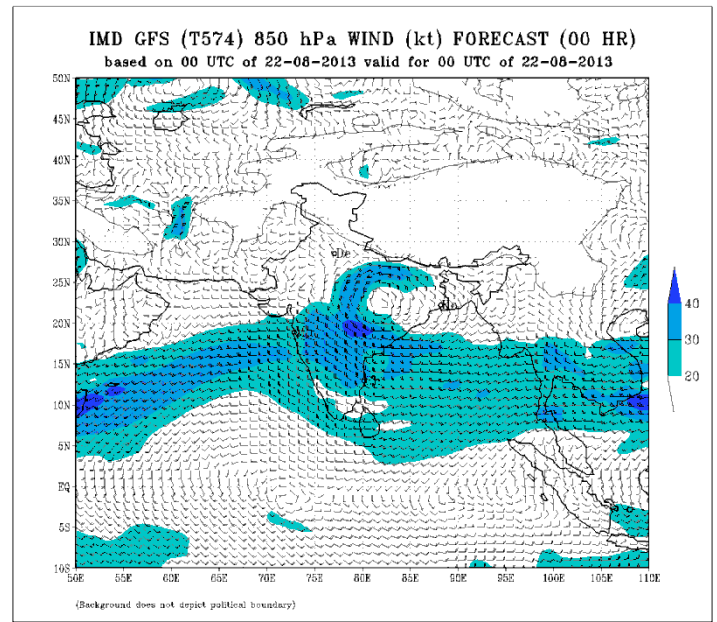 IMD GFS (T574) 850 hPa WIND (kt) FORECAST (00 HR)
based on 00 UTC of 22-08-2013 valid for 00 UTC of 22-08-2013
50N
45N
40N
35N
30N
25N
20N
15N
10N
5N
EQ
5S
10S
De
40
30
20
50E 55E 60E 65E 70E 75E 80E 85E 90E 95E 100E 105E 110E
(Background does not depict political boundary)